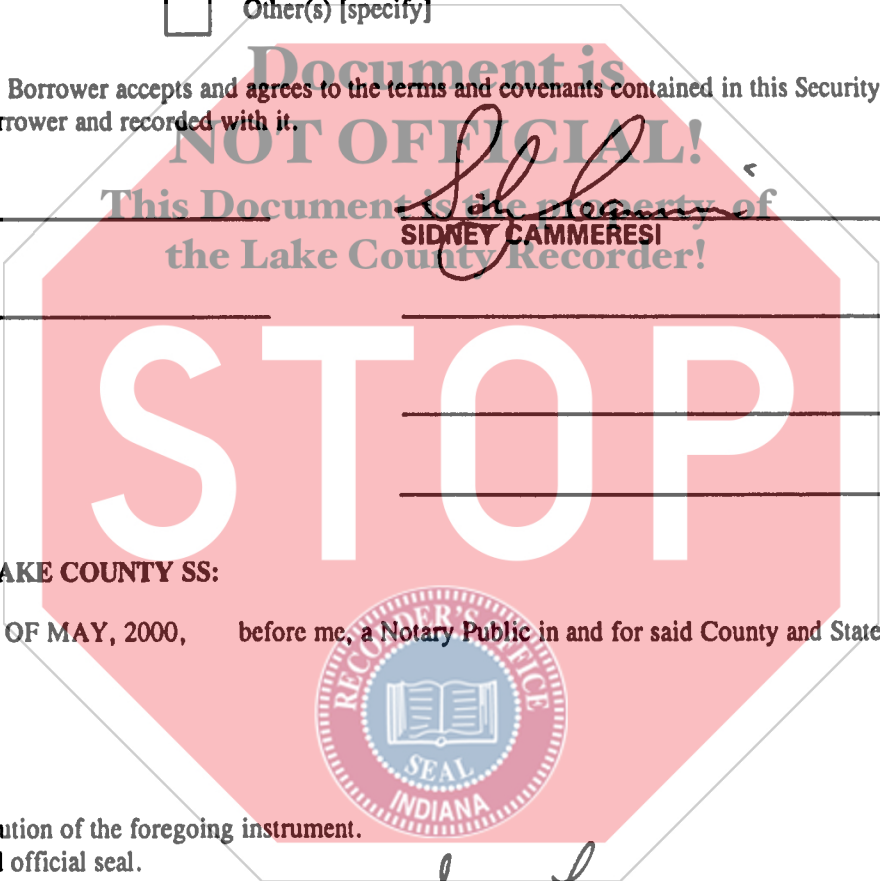 Other(s) [specify]
Document is
Borrower accepts and agrees to the terms and covenants contained in this Security
rrower and recorded with it.
NOT OFFICIAL!
This Document is the property of
SIDNEY CAMMERESI
the Lake County Recorder!
STOP
AKE COUNTY SS:
OF MAY, 2000, before me, a Notary Public in and for said County and State
RECORDER'S OFFICE
SEAL
INDIANA
ution of the foregoing instrument.
official seal.